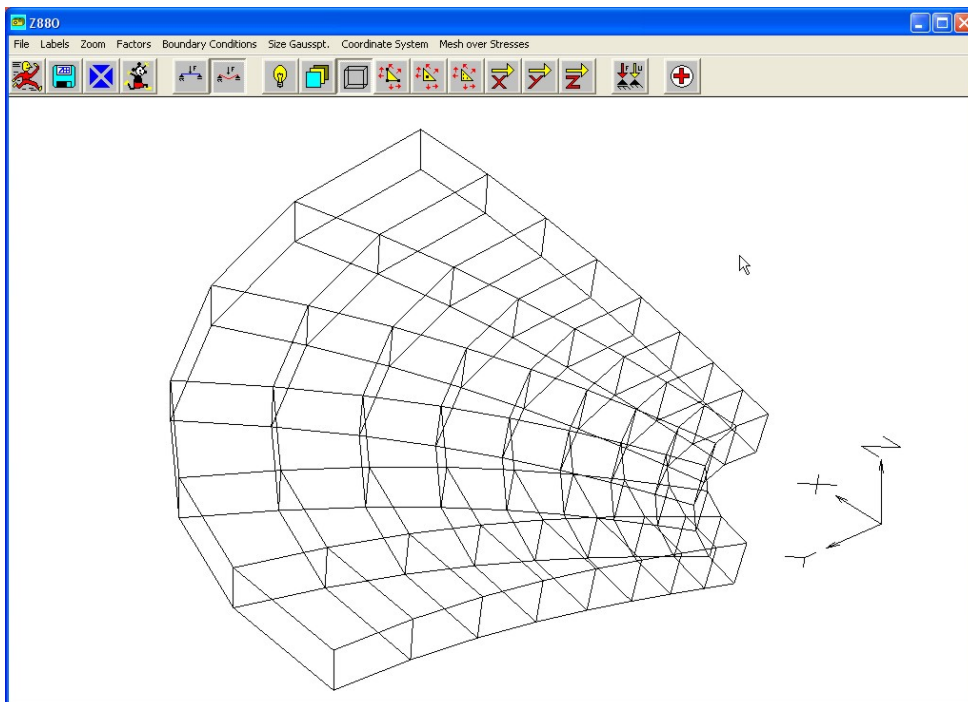 Z88O
File Labels Zoom Factors Boundary Conditions Size Gausspt. Coordinate System Mesh over Stresses
X Y Z
Z
X
Y